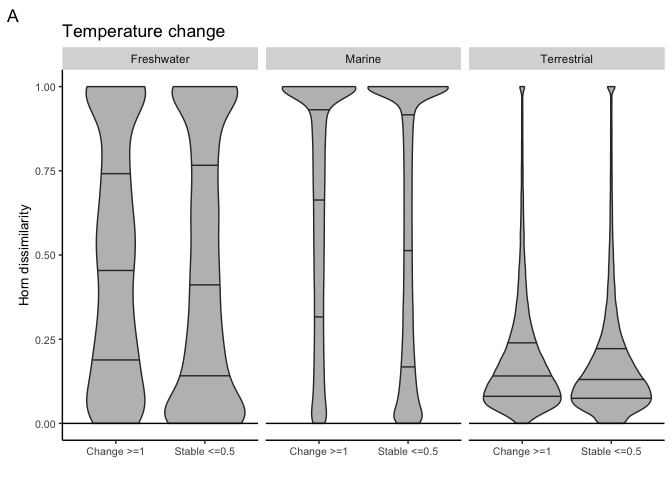 A
Temperature change
Freshwater Marine Terrestrial
Horn dissimilarity
1.00
0.75
0.50
0.25
0.00
Change >=1 Stable <=0.5 Change >=1 Stable <=0.5 Change >=1 Stable <=0.5